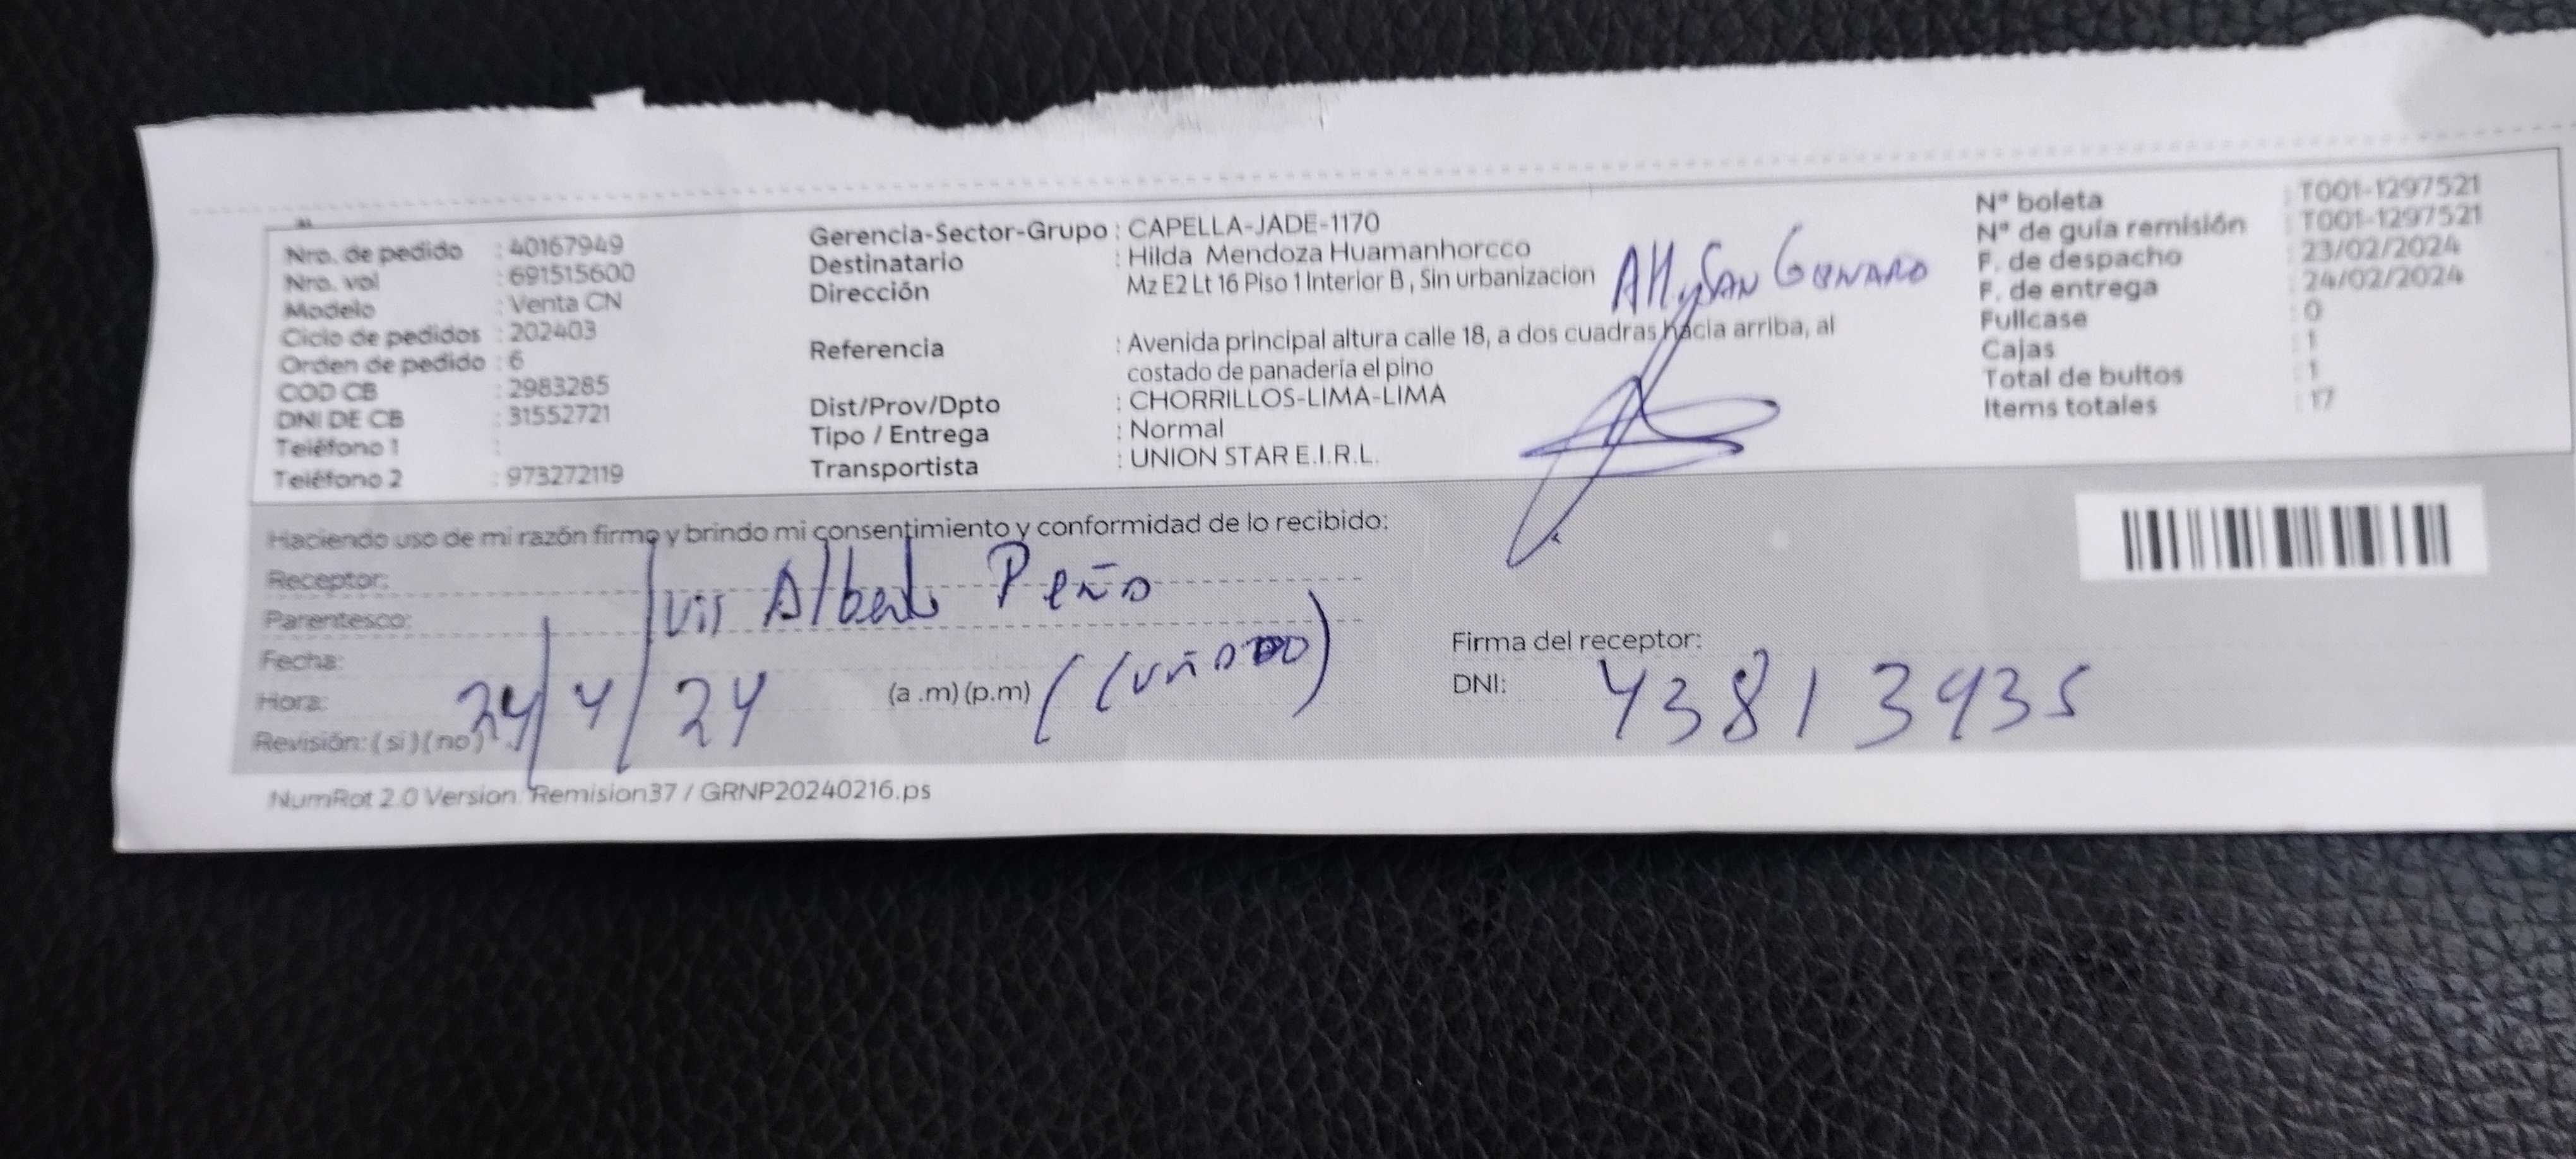 Nro. de pedido : 40167949
Nro. vol : 691515600
Modelo : Venta CN
Ciclo de pedidos : 202403
Orden de pedido : 6
COD CB : 2983285
DNI DE CB : 31552721
Teléfono 1 :
Teléfono 2 : 973272119
Gerencia-Sector-Grupo : CAPELLA-JADE-1170
Destinatario : Hilda Mendoza Huamanhorcco
Dirección Mz E2 Lt 16 Piso 1 Interior B , Sin urbanizacion
San Genaro
Referencia : Avenida principal altura calle 18, a dos cuadras hacia arriba, al
costado de panadería el pino
Dist/Prov/Dpto : CHORRILLOS-LIMA-LIMA
Tipo / Entrega : Normal
Transportista : UNION STAR E.I.R.L.
N° boleta : T001-1297521
N° de guía remisión : T001-1297521
F. de despacho : 23/02/2024
F. de entrega : 24/02/2024
Fullcase : 0
Cajas : 1
Total de bultos : 1
Items totales : 17
Haciendo uso de mi razón firmo y brindo mi consentimiento y conformidad de lo recibido:
Receptor: Luis Alberto Peña
Parentesco:
Fecha:
Hora: 24/4/24 (a .m) (p.m) (Cuñado)
Revisión: ( si ) ( no )
Firma del receptor:
DNI: 43813435
NumRot 2.0 Version. Remision37 / GRNP20240216.ps